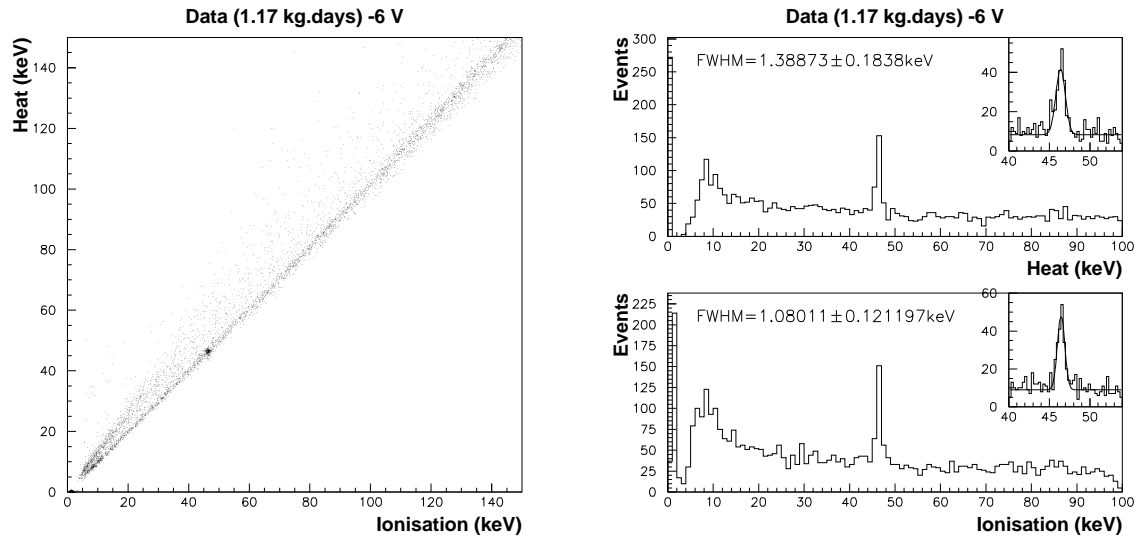 Data (1.17 kg.days) -6 V
Heat (keV)
140
120
100
80
60
40
20
0
0 20 40 60 80 100 120 140
Ionisation (keV)
Data (1.17 kg.days) -6 V
Events
300
250
200
150
100
50
0
FWHM=1.38873±0.1838keV
40
20
0
40 45 50
0 10 20 30 40 50 60 70 80 90 100
Heat (keV)
Events
225
200
175
150
125
100
75
50
25
0
FWHM=1.08011±0.121197keV
60
40
20
0
40 45 50
0 10 20 30 40 50 60 70 80 90 100
Ionisation (keV)